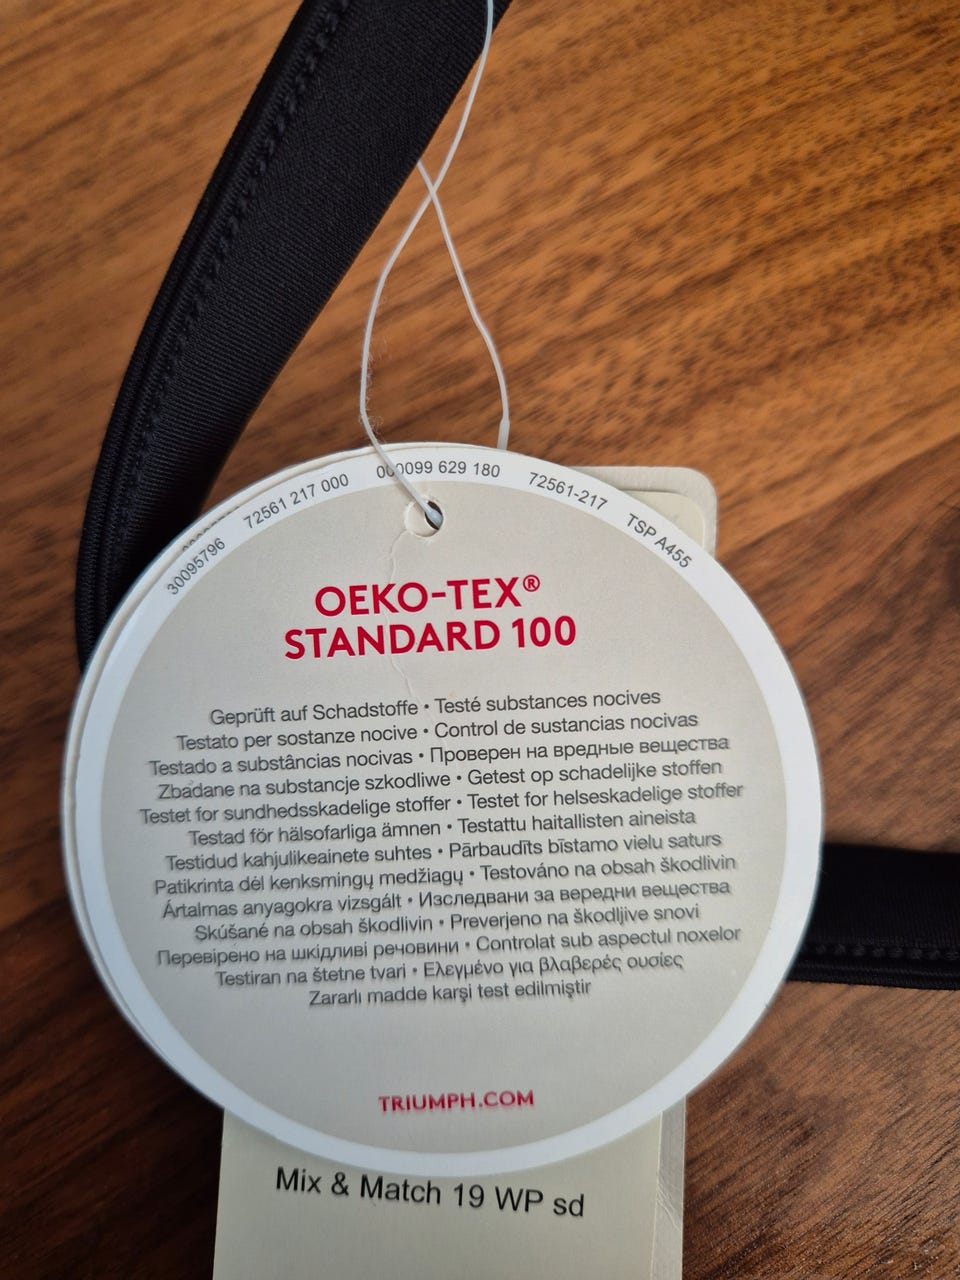 30095796 72561 217 000 000099 629 180 72561-217 TSP A455
OEKO-TEX®
STANDARD 100
Geprüft auf Schadstoffe • Testé substances nocives
Testato per sostanze nocive • Control de sustancias nocivas
Testado a substâncias nocivas • Проверен на вредные вещества
Zbadane na substancje szkodliwe • Getest op schadelijke stoffen
Testet for sundhedsskadelige stoffer • Testet for helseskadelige stoffer
Testad för hälsofarliga ämnen • Testattu haitallisten aineista
Testidud kahjulikeainete suhtes • Pārbaudīts bīstamo vielu saturs
Patikrinta dėl kenksmingų medžiagų • Testováno na obsah škodlivin
Ártalmas anyagokra vizsgált • Изследвани за вередни вещества
Skúšané na obsah škodlivin • Preverjeno na škodljive snovi
Перевірено на шкідливі речовини • Controlat sub aspectul noxelor
Testiran na štetne tvari • Ελεγμένο για βλαβερές ουσίες
Zararlı madde karşi test edilmiştir
TRIUMPH.COM
Mix & Match 19 WP sd